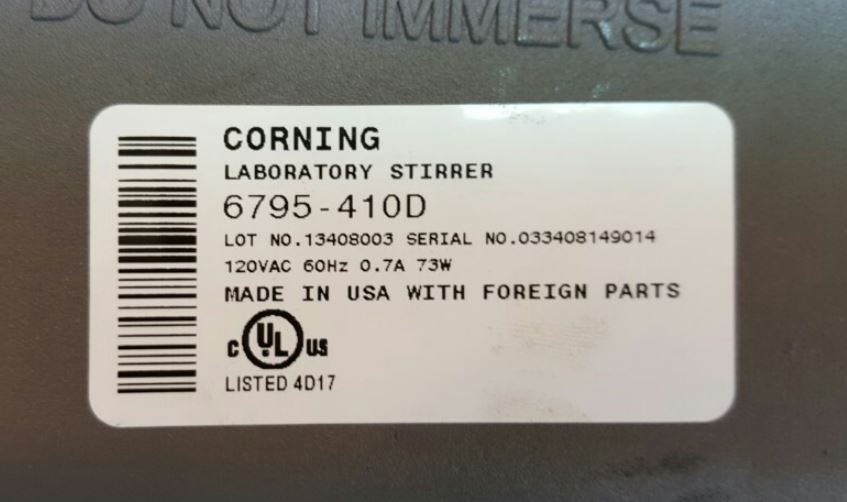 DO NOT IMMERSE
CORNING
LABORATORY STIRRER
6795-410D
LOT NO.13408003 SERIAL NO.033408149014
120VAC 60Hz 0.7A 73W
MADE IN USA WITH FOREIGN PARTS
C UL US
LISTED 4D17